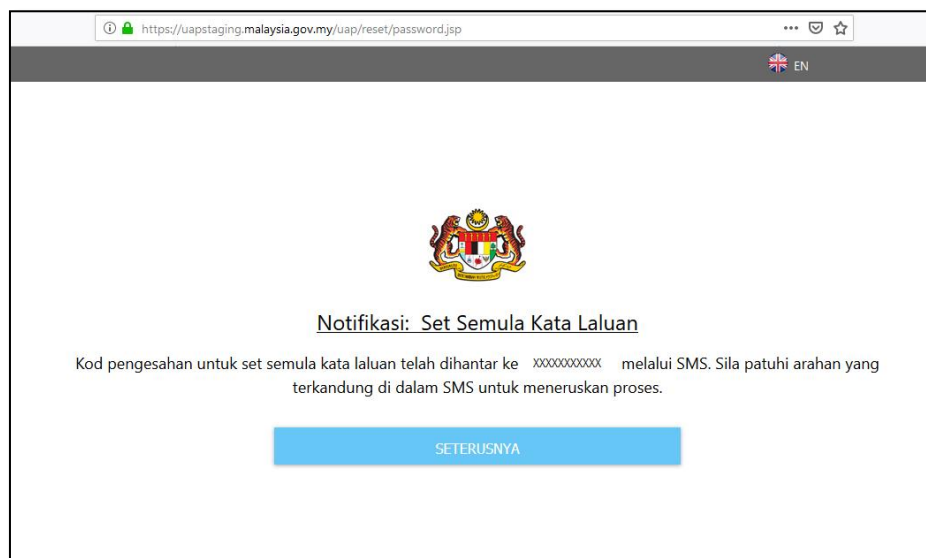 https://uapstaging.malaysia.gov.my/uap/reset/password.jsp
EN
Notifikasi: Set Semula Kata Laluan
Kod pengesahan untuk set semula kata laluan telah dihantar ke XXXXXXXXXXX melalui SMS. Sila patuhi arahan yang
terkandung di dalam SMS untuk meneruskan proses.
SETERUSNYA